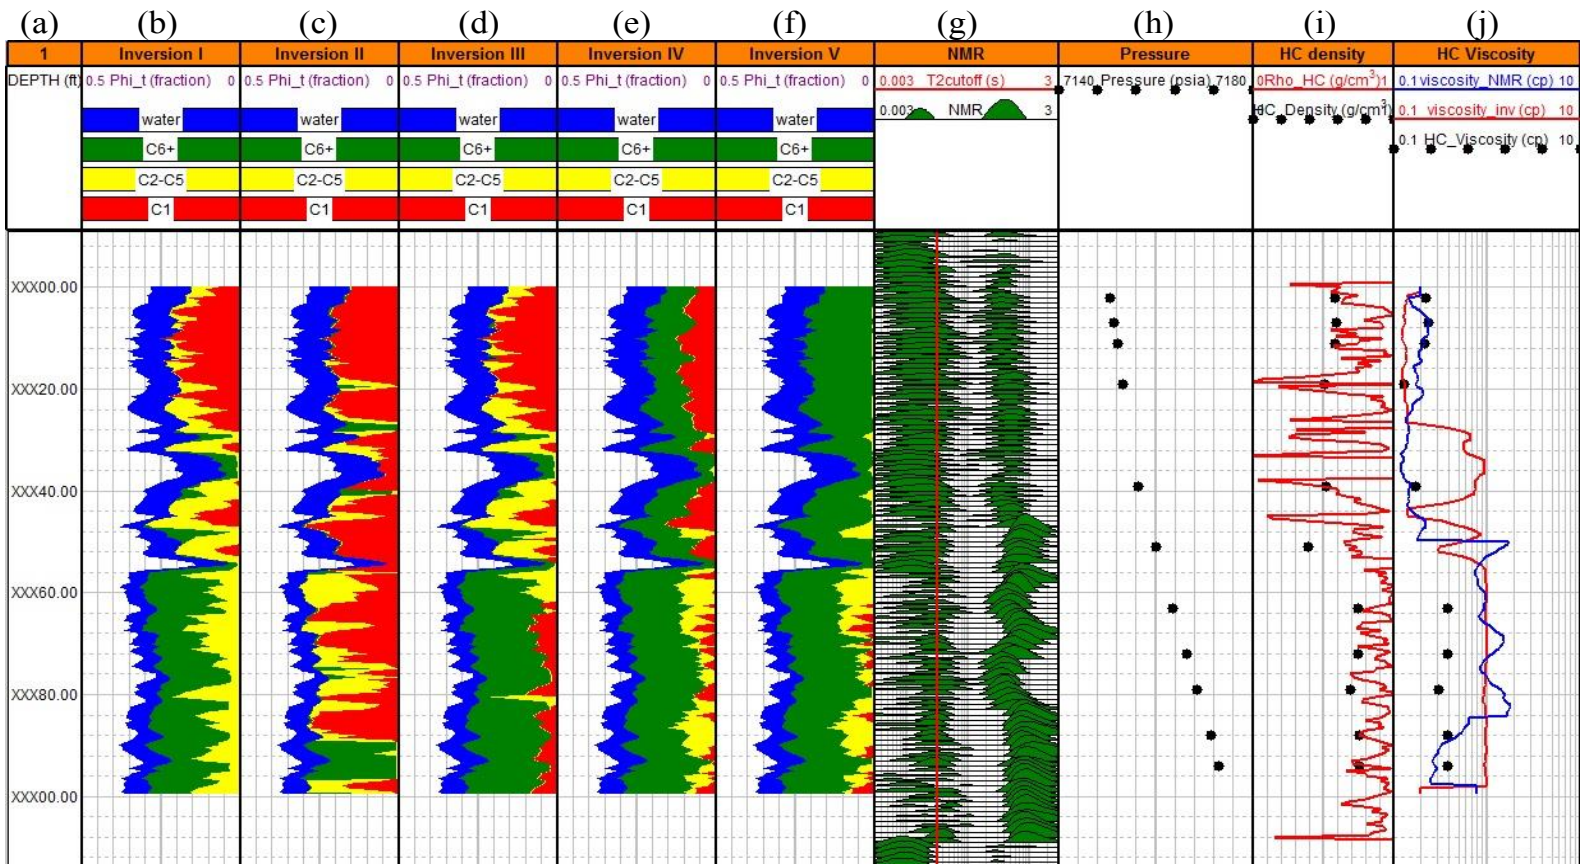 (a) (b) (c) (d) (e) (f) (g) (h) (i) (j)
1 Inversion I Inversion II Inversion III Inversion IV Inversion V NMR Pressure HC density HC Viscosity
DEPTH (ft) 0.5 Phi_t (fraction) 0 0.5 Phi_t (fraction) 0 0.5 Phi_t (fraction) 0 0.5 Phi_t (fraction) 0 0.5 Phi_t (fraction) 0 0.003 T2cutoff (s) 3 7140 Pressure (psia) 7180 0Rho_HC (g/cm3)1 0.1 viscosity_NMR (cp) 10
water water water water water 0.003 NMR 3 HC_Density (g/cm3) 0.1 viscosity_inv (cp) 10
C6+ C6+ C6+ C6+ C6+ 0.1 HC_Viscosity (cp) 10
C2-C5 C2-C5 C2-C5 C2-C5 C2-C5
C1 C1 C1 C1 C1
XXX00.00
XXX20.00
XXX40.00
XXX60.00
XXX80.00
XXX00.00